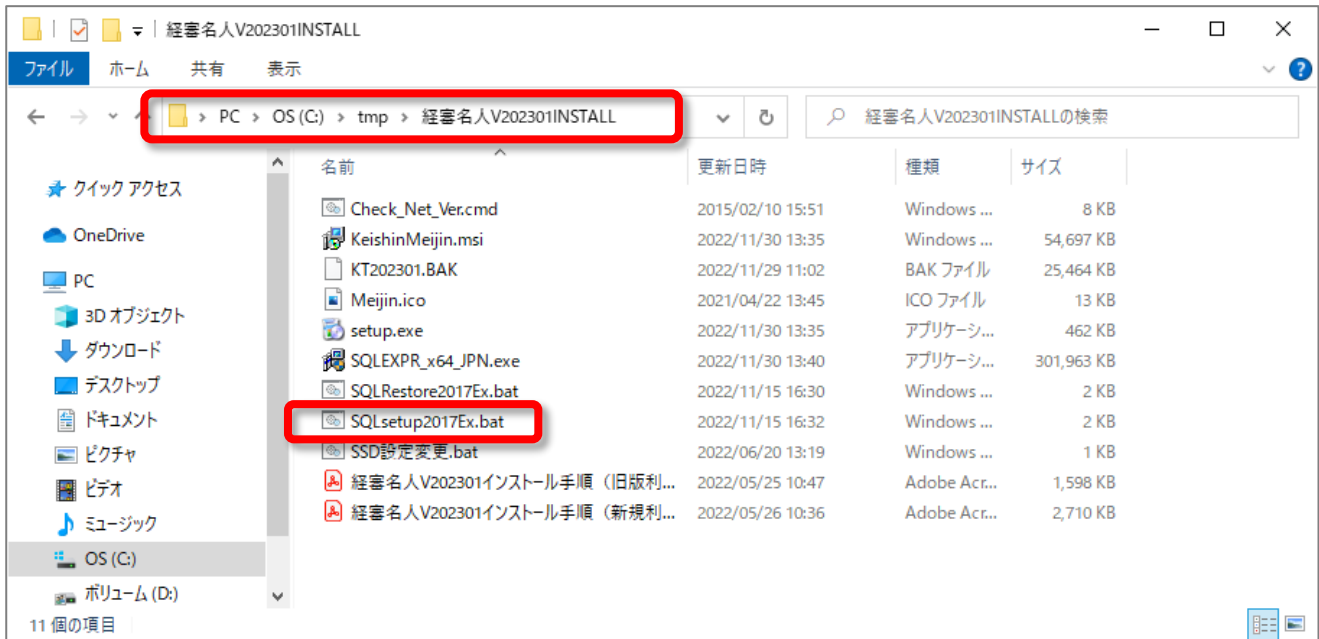 経審名人V202301INSTALL
ファイル ホーム 共有 表示
PC > OS (C:) > tmp > 経審名人V202301INSTALL
経審名人V202301INSTALLの検索
名前 更新日時 種類 サイズ
クイック アクセス
OneDrive
PC
3D オブジェクト
ダウンロード
デスクトップ
ドキュメント
ピクチャ
ビデオ
ミュージック
OS (C:)
ボリューム (D:)
Check_Net_Ver.cmd 2015/02/10 15:51 Windows ... 8 KB
KeishinMeijin.msi 2022/11/30 13:35 Windows ... 54,697 KB
KT202301.BAK 2022/11/29 11:02 BAK ファイル 25,464 KB
Meijin.ico 2021/04/22 13:45 ICO ファイル 13 KB
setup.exe 2022/11/30 13:35 アプリケーシ... 462 KB
SQLEXPR_x64_JPN.exe 2022/11/30 13:40 アプリケーシ... 301,963 KB
SQLRestore2017Ex.bat 2022/11/15 16:30 Windows ... 2 KB
SQLsetup2017Ex.bat 2022/11/15 16:32 Windows ... 2 KB
SSD設定変更.bat 2022/06/20 13:19 Windows ... 1 KB
経審名人V202301インストール手順（旧版利... 2022/05/25 10:47 Adobe Acr... 1,598 KB
経審名人V202301インストール手順（新規利... 2022/05/26 10:36 Adobe Acr... 2,710 KB
11 個の項目